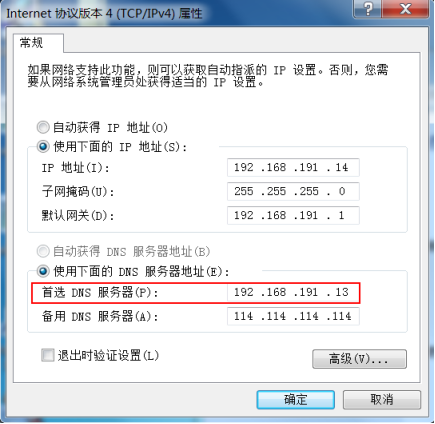 Internet 协议版本 4 (TCP/IPv4) 属性
常规
如果网络支持此功能，则可以获取自动指派的 IP 设置。否则，您需
要从网络系统管理员处获得适当的 IP 设置。
自动获得 IP 地址(O)
使用下面的 IP 地址(S):
IP 地址(I): 192 .168 .191 . 14
子网掩码(U): 255 .255 .255 . 0
默认网关(D): 192 .168 .191 . 1
自动获得 DNS 服务器地址(B)
使用下面的 DNS 服务器地址(E):
首选 DNS 服务器(P): 192 .168 .191 . 13
备用 DNS 服务器(A): 114 .114 .114 .114
退出时验证设置(L)
高级(V)...
确定 取消